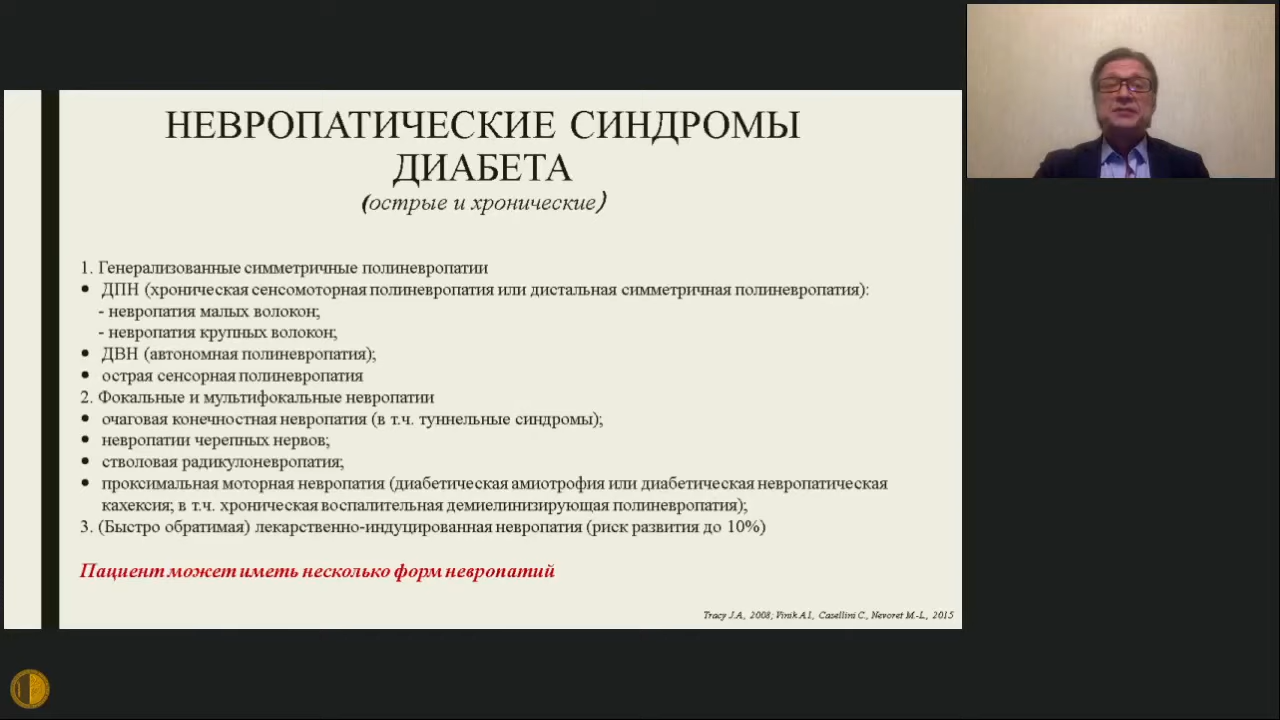 НЕВРОПАТИЧЕСКИЕ СИНДРОМЫ
ДИАБЕТА
(острые и хронические)
1. Генерализованные симметричные полиневропатии
• ДПН (хроническая сенсомоторная полиневропатия или дистальная симметричная полиневропатия):
- невропатия малых волокон;
- невропатия крупных волокон;
• ДВН (автономная полиневропатия);
• острая сенсорная полиневропатия
2. Фокальные и мультифокальные невропатии
• очаговая конечностная невропатия (в т.ч. туннельные синдромы);
• невропатии черепных нервов;
• стволовая радикулоневропатия;
• проксимальная моторная невропатия (диабетическая амиотрофия или диабетическая невропатическая
кахексия; в т.ч. хроническая воспалительная демиелинизирующая полиневропатия);
3. (Быстро обратимая) лекарственно-индуцированная невропатия (риск развития до 10%)
Пациент может иметь несколько форм невропатий
Tracy J.A., 2008; Vinik A.I., Casellini C., Nevoret M.-L., 2015